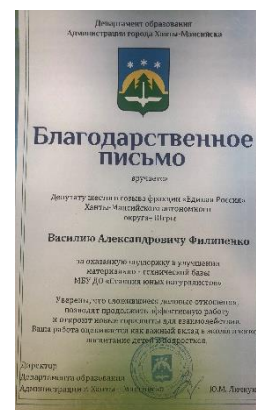 Департамент образования
Администрации города Ханты-Мансийска
Благодарственное
письмо
вручается
Депутату шестого созыва фракции «Единая Россия»
Ханты-Мансийского автономного
округа- Югры
Василию Александровичу Филипенко
за оказанную поддержку в улучшении
материально - технической базы
МБУ ДО «Станция юных натуралистов»
Уверены, что сложившиеся деловые отношения,
позволят продолжить эффективную работу
и откроют новые горизонты для взаимодействия.
Ваша работа оценивается как важный вклад в
воспитание детей и подростков.
Директор
Департамента образования
Администрации г. Ханты-Мансийска
Ю.М.